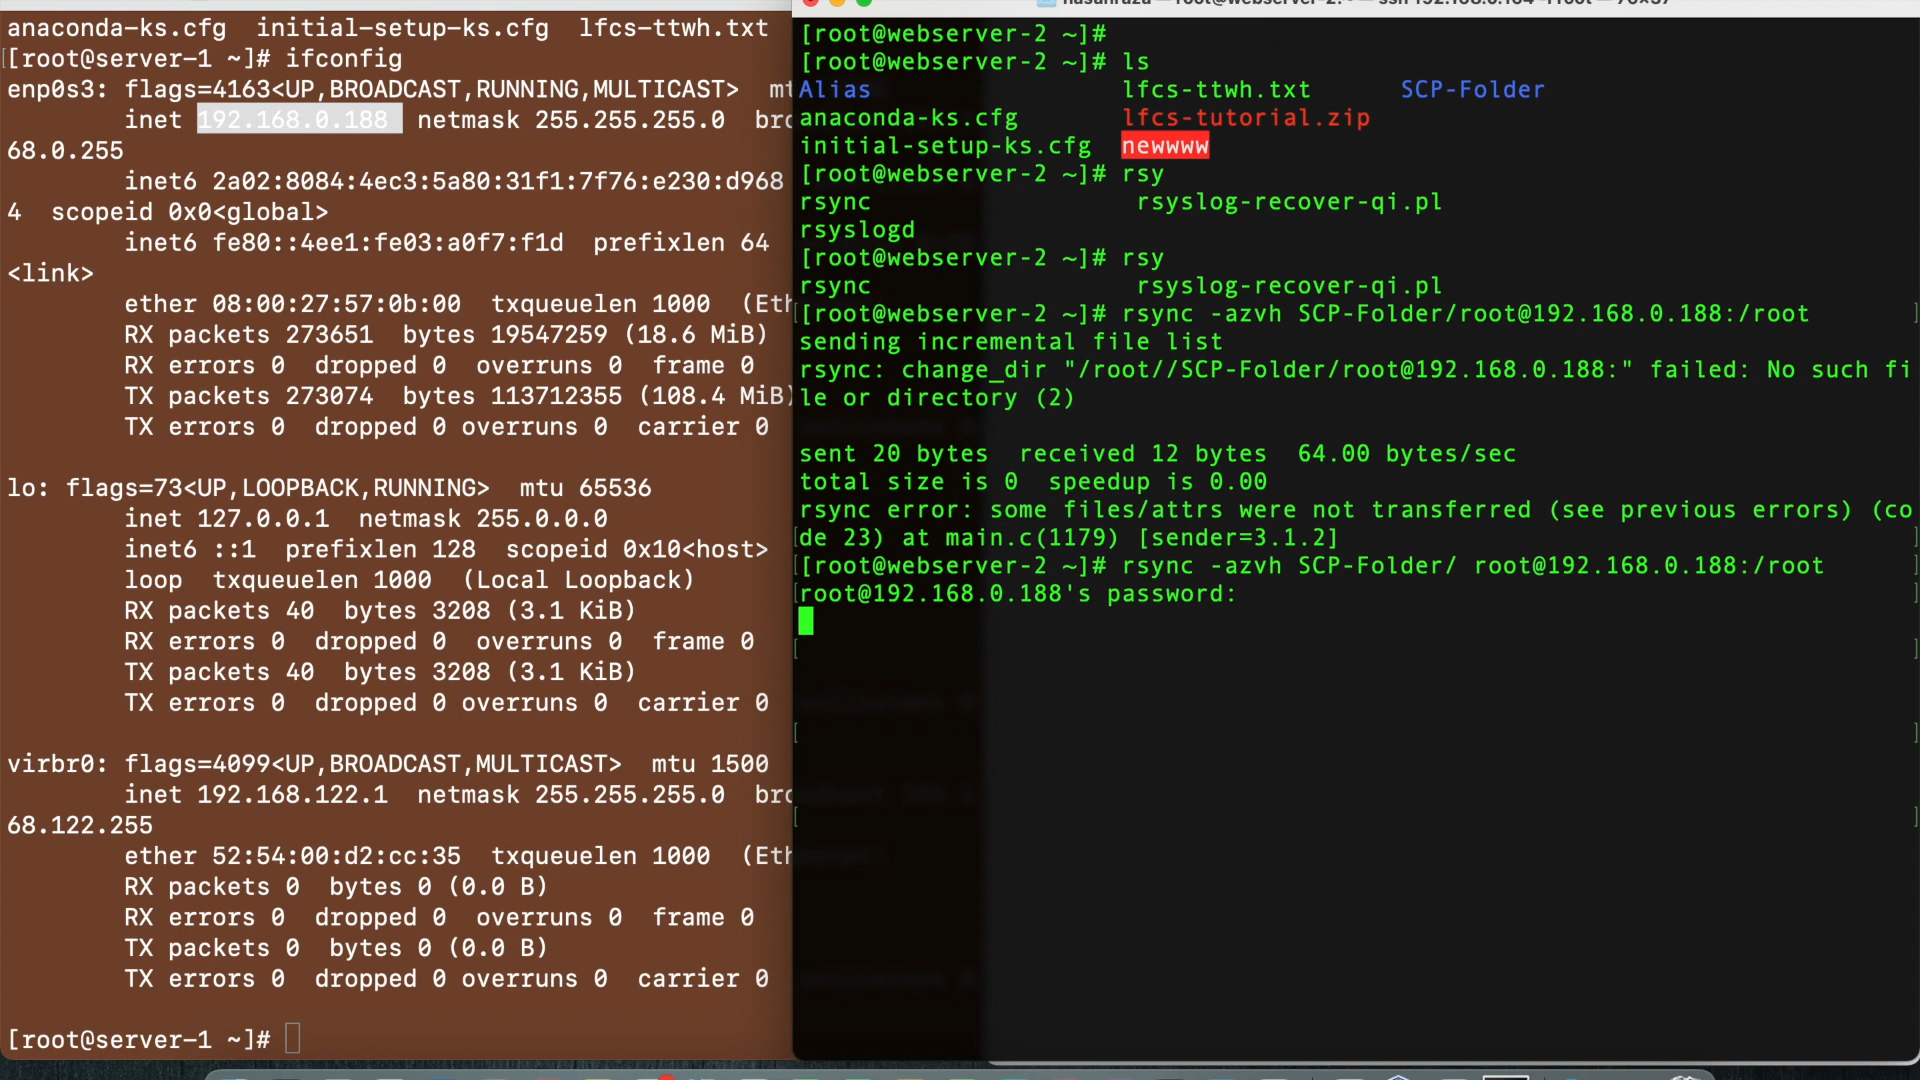 anaconda-ks.cfg  initial-setup-ks.cfg  lfcs-ttwh.txt
[root@server-1 ~]# ifconfig
enp0s3: flags=4163<UP,BROADCAST,RUNNING,MULTICAST>  mt
inet 192.168.0.188  netmask 255.255.255.0  bro
68.0.255
inet6 2a02:8084:4ec3:5a80:31f1:7f76:e230:d968
4  scopeid 0x0<global>
inet6 fe80::4ee1:fe03:a0f7:f1d  prefixlen 64
<link>
ether 08:00:27:57:0b:00  txqueuelen 1000  (Eth
RX packets 273651  bytes 19547259 (18.6 MiB)
RX errors 0  dropped 0  overruns 0  frame 0
TX packets 273074  bytes 113712355 (108.4 MiB)
TX errors 0  dropped 0 overruns 0  carrier 0
lo: flags=73<UP,LOOPBACK,RUNNING>  mtu 65536
inet 127.0.0.1  netmask 255.0.0.0
inet6 ::1  prefixlen 128  scopeid 0x10<host>
loop  txqueuelen 1000  (Local Loopback)
RX packets 40  bytes 3208 (3.1 KiB)
RX errors 0  dropped 0  overruns 0  frame 0
TX packets 40  bytes 3208 (3.1 KiB)
TX errors 0  dropped 0 overruns 0  carrier 0
virbr0: flags=4099<UP,BROADCAST,MULTICAST>  mtu 1500
inet 192.168.122.1  netmask 255.255.255.0  bro
68.122.255
ether 52:54:00:d2:cc:35  txqueuelen 1000  (Eth
RX packets 0  bytes 0 (0.0 B)
RX errors 0  dropped 0  overruns 0  frame 0
TX packets 0  bytes 0 (0.0 B)
TX errors 0  dropped 0 overruns 0  carrier 0
[root@server-1 ~]#
[root@webserver-2 ~]#
[root@webserver-2 ~]# ls
Alias  lfcs-ttwh.txt  SCP-Folder
anaconda-ks.cfg  lfcs-tutorial.zip
initial-setup-ks.cfg  newwww
[root@webserver-2 ~]# rsy
rsync  rsyslog-recover-qi.pl
rsyslogd
[root@webserver-2 ~]# rsy
rsync  rsyslog-recover-qi.pl
[root@webserver-2 ~]# rsync -azvh SCP-Folder/root@192.168.0.188:/root
sending incremental file list
rsync: change_dir "/root//SCP-Folder/root@192.168.0.188:" failed: No such fi
le or directory (2)
sent 20 bytes  received 12 bytes  64.00 bytes/sec
total size is 0  speedup is 0.00
rsync error: some files/attrs were not transferred (see previous errors) (co
de 23) at main.c(1179) [sender=3.1.2]
[root@webserver-2 ~]# rsync -azvh SCP-Folder/ root@192.168.0.188:/root
root@192.168.0.188's password: